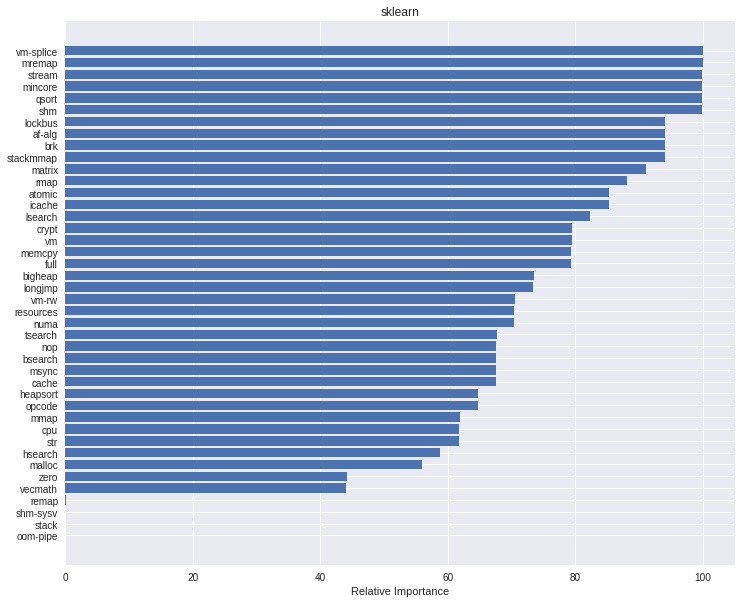 sklearn
vm-splice
mremap
stream
mincore
qsort
shm
lockbus
af-alg
brk
stackmmap
matrix
rmap
atomic
icache
lsearch
crypt
vm
memcpy
full
bigheap
longjmp
vm-rw
resources
numa
tsearch
nop
bsearch
msync
cache
heapsort
opcode
mmap
cpu
str
hsearch
malloc
zero
vecmath
remap
shm-sysv
stack
oom-pipe
0 20 40 60 80 100
Relative Importance